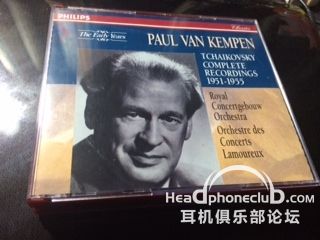 PHILIPS
Classics
The Early Years
PAUL VAN KEMPEN
TCHAIKOVSKY
COMPLETE
RECORDINGS
1951-1955
Royal
Concertgebouw
Orchestra
Orchestre des
Concerts
Lamoureux
Headphoneclub.com
耳机俱乐部论坛